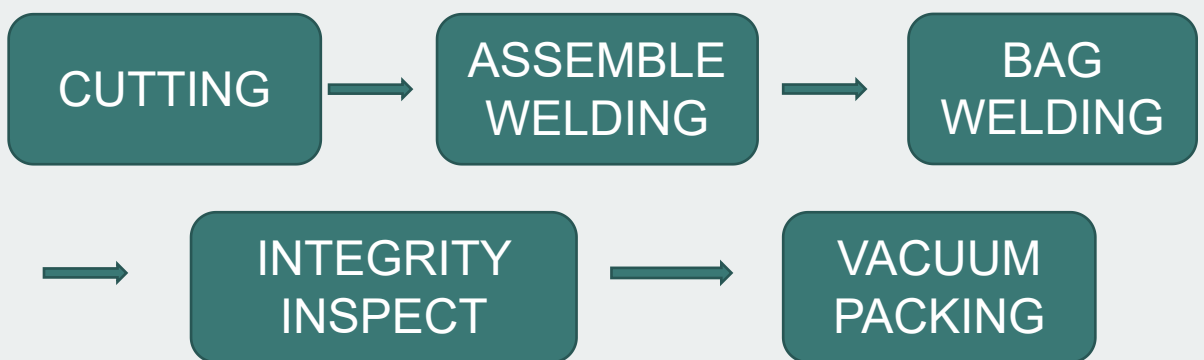 CUTTING
ASSEMBLE
WELDING
BAG
WELDING
INTEGRITY
INSPECT
VACUUM
PACKING